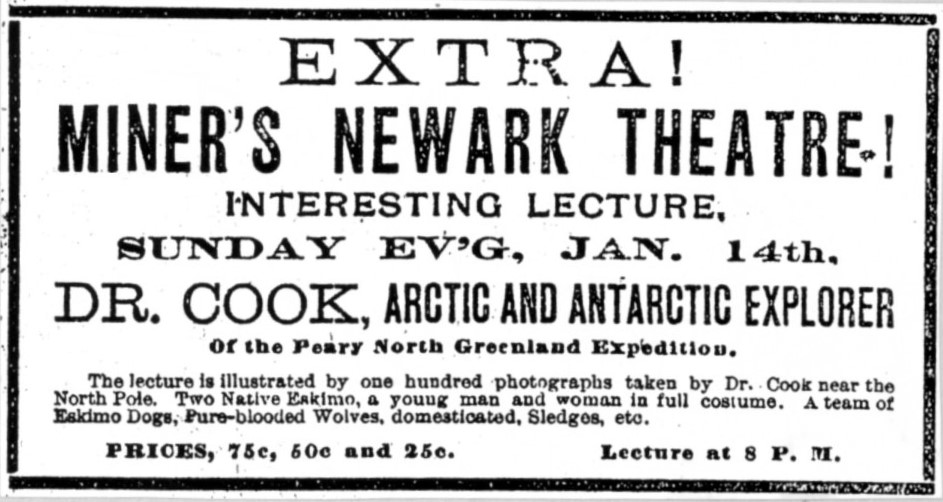 EXTRA!
MINER'S NEWARK THEATRE!
INTERESTING LECTURE,
SUNDAY EV'G, JAN. 14th,
DR. COOK, ARCTIC AND ANTARCTIC EXPLORER
Of the Peary North Greenland Expedition.
The lecture is illustrated by one hundred photographs taken by Dr. Cook near the
North Pole. Two Native Eskimo, a young man and woman in full costume. A team of
Eskimo Dogs, Pure-blooded Wolves, domesticated, Sledges, etc.
PRICES, 75c, 50c and 25c. Lecture at 8 P. M.